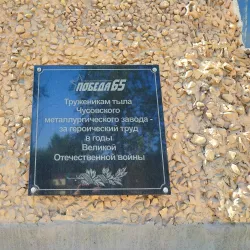 ПОБЕДА 65
Труженикам тыла
Чусовского
металлургического завода -
за героический труд
в годы
Великой
Отечественной войны